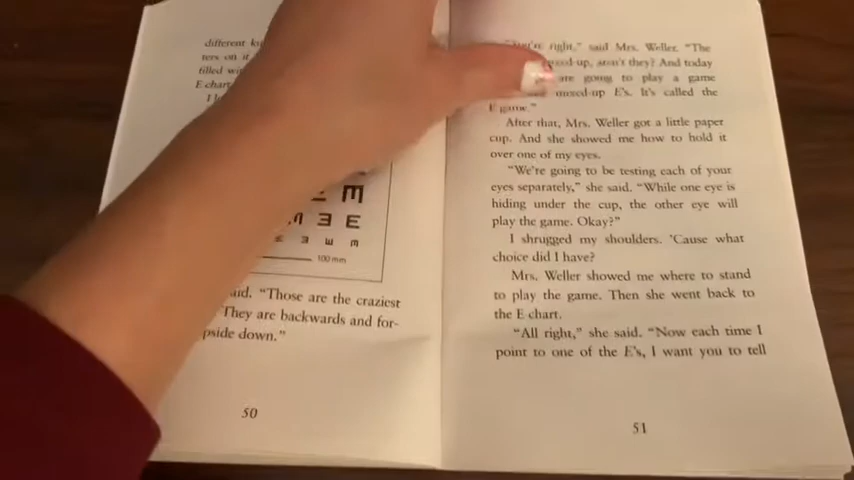 different
ters on it
tilled
E chart
100 mm
said. "Those are the craziest
They are backwards and for-
upside down."
50
right," said Mrs. Weller. "The
mixed-up, aren't they? And today
are going to play a game
mixed-up E's. It's called the
E game."
After that, Mrs. Weller got a little paper
cup. And she showed me how to hold it
over one of my eyes.
"We're going to be testing each of your
eyes separately," she said. "While one eye is
hiding under the cup, the other eye will
play the game. Okay?"
I shrugged my shoulders. 'Cause what
choice did I have?
Mrs. Weller showed me where to stand
to play the game. Then she went back to
the E chart.
"All right," she said. "Now each time I
point to one of the E's, I want you to tell
51